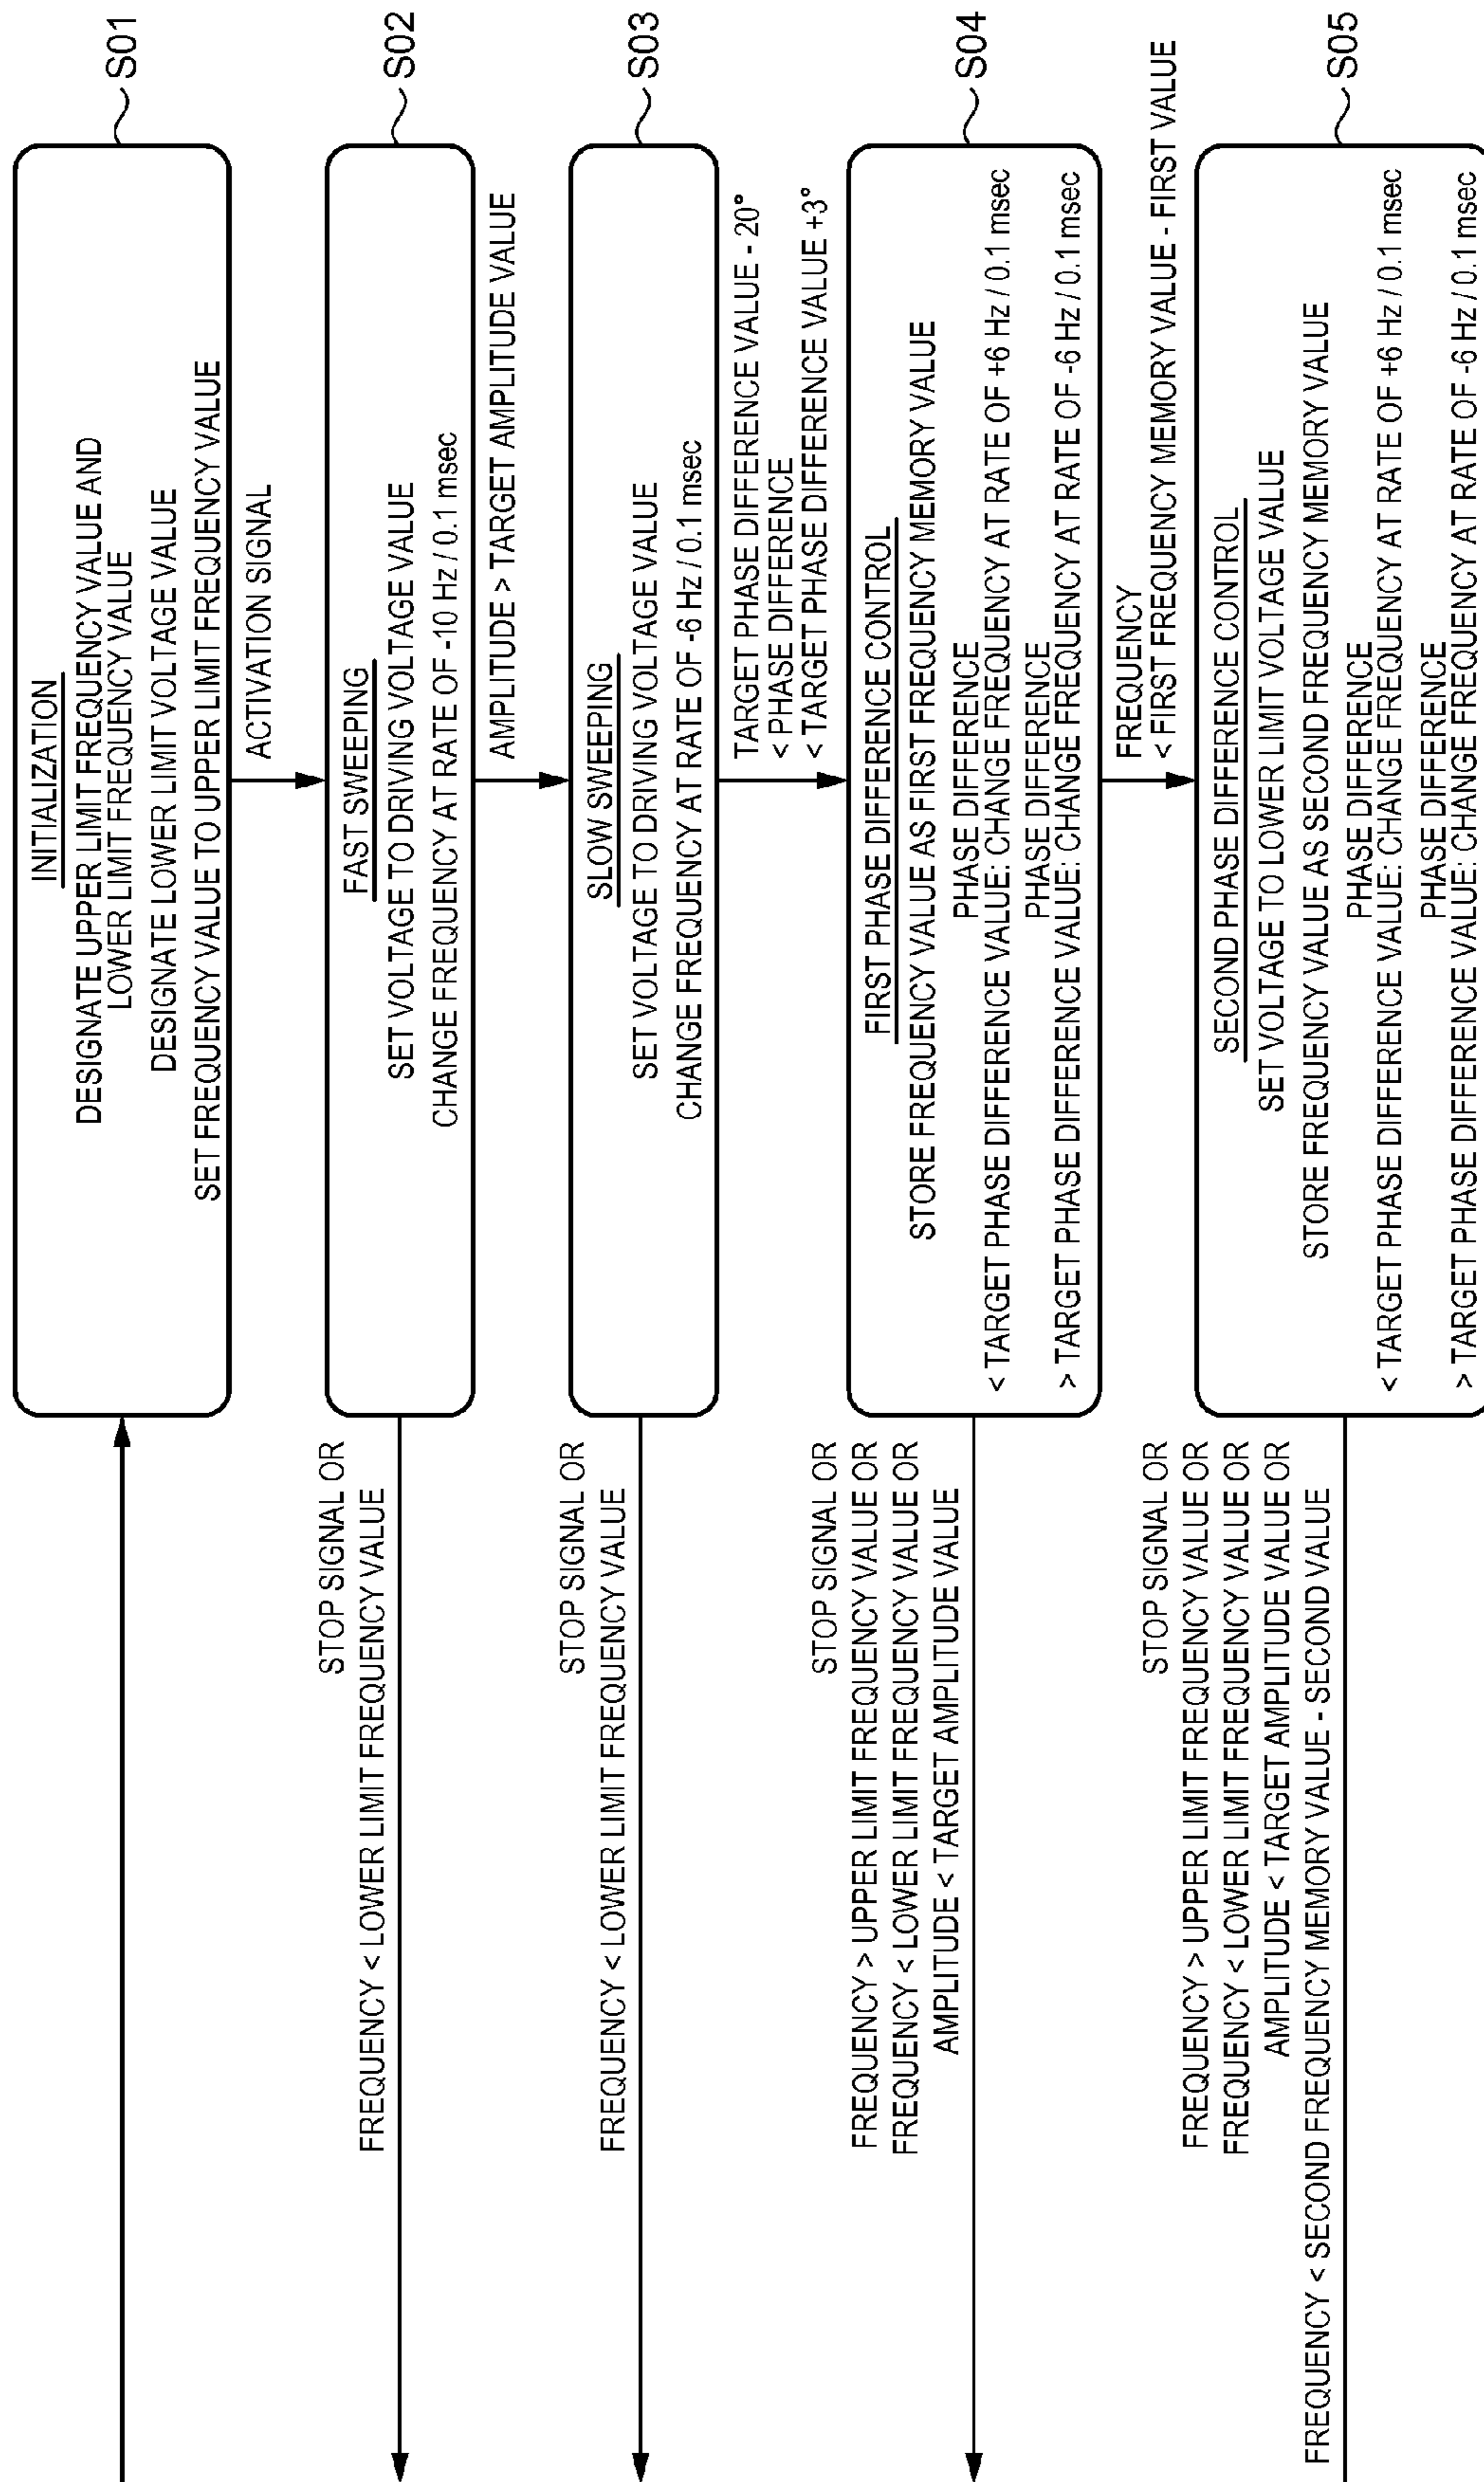 INITIALIZATION
DESIGNATE UPPER LIMIT FREQUENCY VALUE AND
LOWER LIMIT FREQUENCY VALUE
DESIGNATE LOWER LIMIT VOLTAGE VALUE
SET FREQUENCY VALUE TO UPPER LIMIT FREQUENCY VALUE
S01
ACTIVATION SIGNAL
STOP SIGNAL OR
FREQUENCY < LOWER LIMIT FREQUENCY VALUE
FAST SWEEPING
SET VOLTAGE TO DRIVING VOLTAGE VALUE
CHANGE FREQUENCY AT RATE OF -10 Hz / 0.1 msec
S02
AMPLITUDE > TARGET AMPLITUDE VALUE
STOP SIGNAL OR
FREQUENCY < LOWER LIMIT FREQUENCY VALUE
SLOW SWEEPING
SET VOLTAGE TO DRIVING VOLTAGE VALUE
CHANGE FREQUENCY AT RATE OF -6 Hz / 0.1 msec
S03
TARGET PHASE DIFFERENCE VALUE - 20°
< PHASE DIFFERENCE
< TARGET PHASE DIFFERENCE VALUE +3°
STOP SIGNAL OR
FREQUENCY > UPPER LIMIT FREQUENCY VALUE OR
FREQUENCY < LOWER LIMIT FREQUENCY VALUE OR
AMPLITUDE < TARGET AMPLITUDE VALUE
FIRST PHASE DIFFERENCE CONTROL
STORE FREQUENCY VALUE AS FIRST FREQUENCY MEMORY VALUE
PHASE DIFFERENCE
< TARGET PHASE DIFFERENCE VALUE: CHANGE FREQUENCY AT RATE OF +6 Hz / 0.1 msec
PHASE DIFFERENCE
> TARGET PHASE DIFFERENCE VALUE: CHANGE FREQUENCY AT RATE OF -6 Hz / 0.1 msec
S04
FREQUENCY
< FIRST FREQUENCY MEMORY VALUE - FIRST VALUE
STOP SIGNAL OR
FREQUENCY > UPPER LIMIT FREQUENCY VALUE OR
FREQUENCY < LOWER LIMIT FREQUENCY VALUE OR
AMPLITUDE < TARGET AMPLITUDE VALUE OR
FREQUENCY < SECOND FREQUENCY MEMORY VALUE - SECOND VALUE
SECOND PHASE DIFFERENCE CONTROL
SET VOLTAGE TO LOWER LIMIT VOLTAGE VALUE
STORE FREQUENCY VALUE AS SECOND FREQUENCY MEMORY VALUE
PHASE DIFFERENCE
< TARGET PHASE DIFFERENCE VALUE: CHANGE FREQUENCY AT RATE OF +6 Hz / 0.1 msec
PHASE DIFFERENCE
> TARGET PHASE DIFFERENCE VALUE: CHANGE FREQUENCY AT RATE OF -6 Hz / 0.1 msec
S05